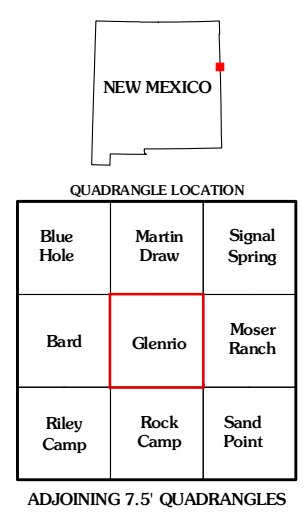 NEW MEXICO
QUADRANGLE LOCATION
Blue
Hole
Martin
Draw
Signal
Spring
Bard
Glenrio
Moser
Ranch
Riley
Camp
Rock
Camp
Sand
Point
ADJOINING 7.5' QUADRANGLES